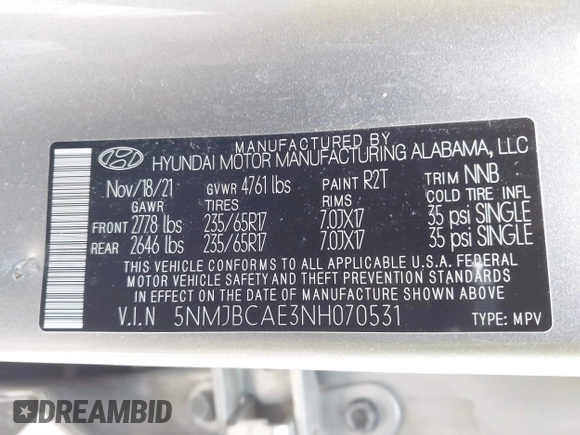 MANUFACTURED BY
HYUNDAI MOTOR MANUFACTURING ALABAMA, LLC
Nov/18/21 GVWR 4761 lbs PAINT R2T TRIM NNB
GAWR TIRES RIMS COLD TIRE INFL
FRONT 2778 lbs 235/65R17 7.0JX17 35 psi SINGLE
REAR 2646 lbs 235/65R17 7.0JX17 35 psi SINGLE
THIS VEHICLE CONFORMS TO ALL APPLICABLE U.S.A. FEDERAL
MOTOR VEHICLE SAFETY AND THEFT PREVENTION STANDARDS
IN EFFECT ON THE DATE OF MANUFACTURE SHOWN ABOVE.
V.I.N 5NMJBCAE3NH070531 TYPE: MPV
DREAMBID